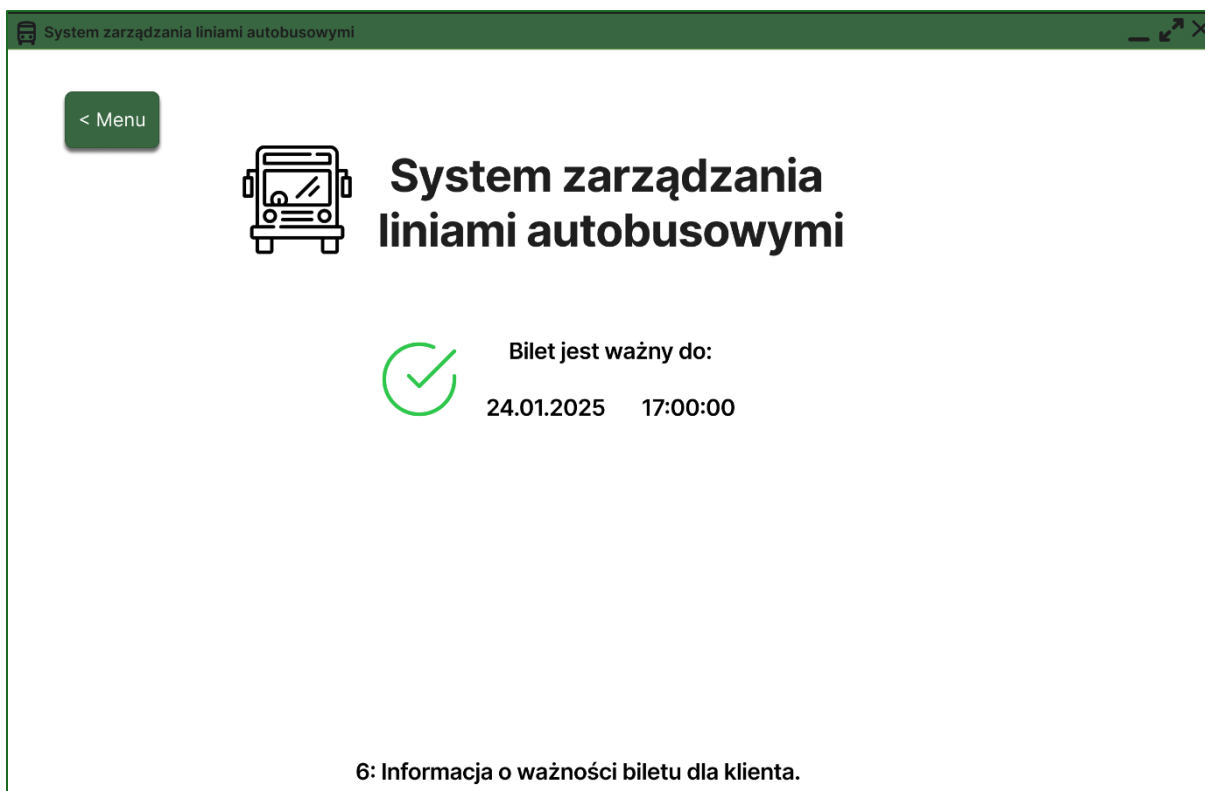 System zarządzania liniami autobusowymi
< Menu
System zarządzania
liniami autobusowymi
Bilet jest ważny do:
24.01.2025 17:00:00
6: Informacja o ważności biletu dla klienta.